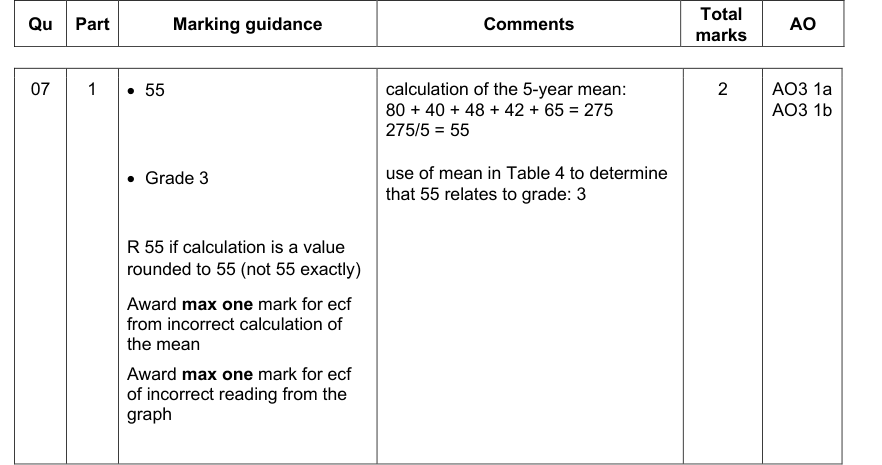 Qu Part Marking guidance Comments Total marks AO
07 1 • 55 calculation of the 5-year mean: 2 AO3 1a
80 + 40 + 48 + 42 + 65 = 275 AO3 1b
275/5 = 55
• Grade 3 use of mean in Table 4 to determine
that 55 relates to grade: 3
R 55 if calculation is a value
rounded to 55 (not 55 exactly)
Award max one mark for ecf
from incorrect calculation of
the mean
Award max one mark for ecf
of incorrect reading from the
graph